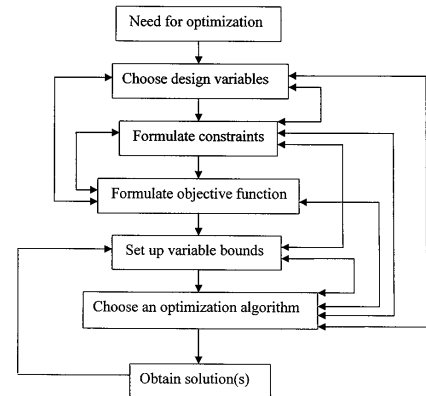 Need for optimization
Choose design variables
Formulate constraints
Formulate objective function
Set up variable bounds
Choose an optimization algorithm
Obtain solution(s)